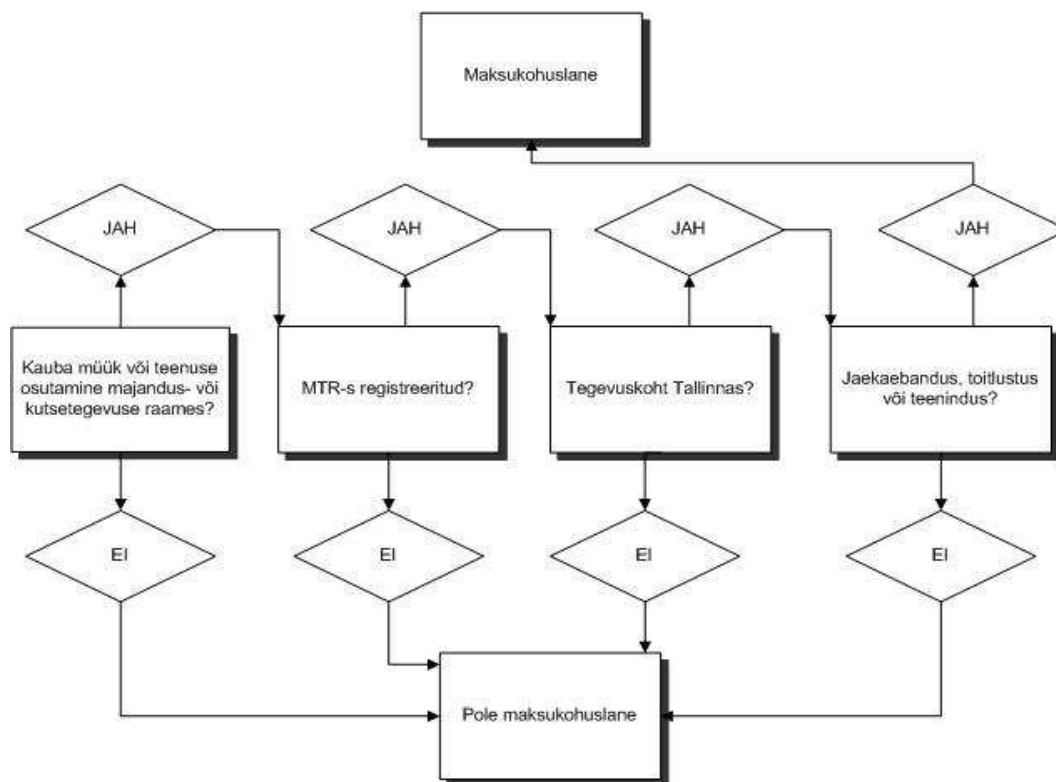 Maksukohuslane
JAH
JAH
JAH
JAH
Kauba müük või teenuse
osutamine majandus- või
kutsetegevuse raames?
MTR-s registreeritud?
Tegevuskoht Tallinnas?
Jaekaebandus, toitlustus
või teenindus?
EI
EI
EI
EI
Pole maksukohuslane